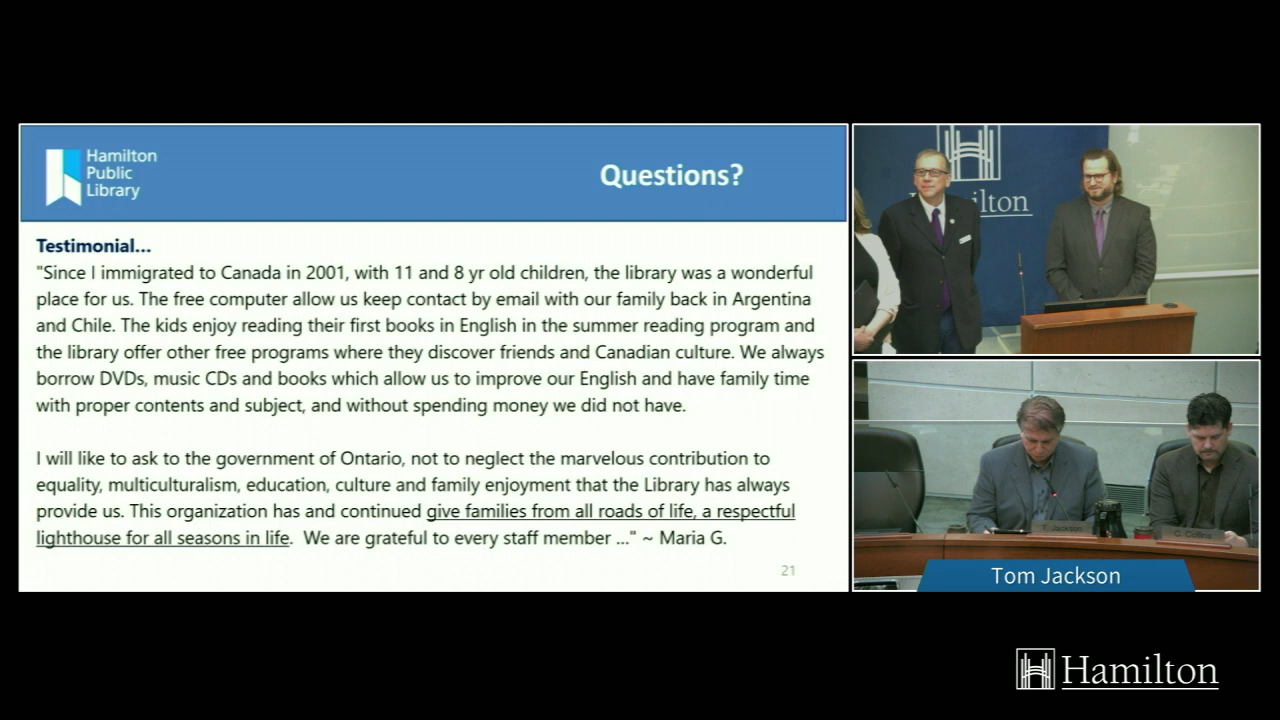 Hamilton
Public
Library
Questions?
Testimonial...
"Since I immigrated to Canada in 2001, with 11 and 8 yr old children, the library was a wonderful
place for us. The free computer allow us keep contact by email with our family back in Argentina
and Chile. The kids enjoy reading their first books in English in the summer reading program and
the library offer other free programs where they discover friends and Canadian culture. We always
borrow DVDs, music CDs and books which allow us to improve our English and have family time
with proper contents and subject, and without spending money we did not have.
I will like to ask to the government of Ontario, not to neglect the marvelous contribution to
equality, multiculturalism, education, culture and family enjoyment that the Library has always
provide us. This organization has and continued give families from all roads of life, a respectful
lighthouse for all seasons in life. We are grateful to every staff member ..." ~ Maria G.
21
ilton
T. Jackson
C. Collins
Tom Jackson
Hamilton